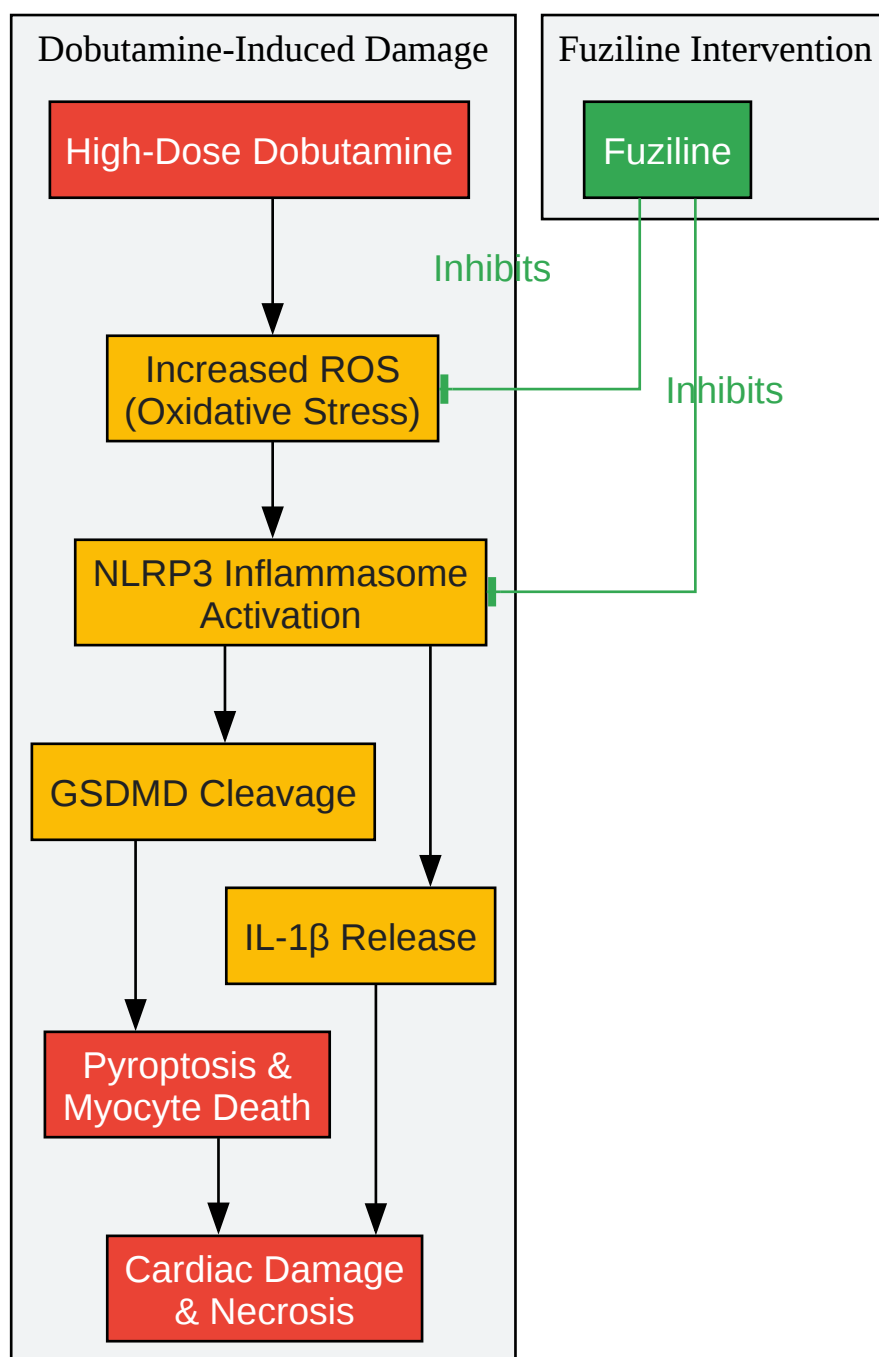 Dobutamine-Induced Damage
Fuziline Intervention
High-Dose Dobutamine
Fuziline
Inhibits
Increased ROS
(Oxidative Stress)
Inhibits
NLRP3 Inflammasome
Activation
GSDMD Cleavage
IL-1β Release
Pyroptosis &
Myocyte Death
Cardiac Damage
& Necrosis